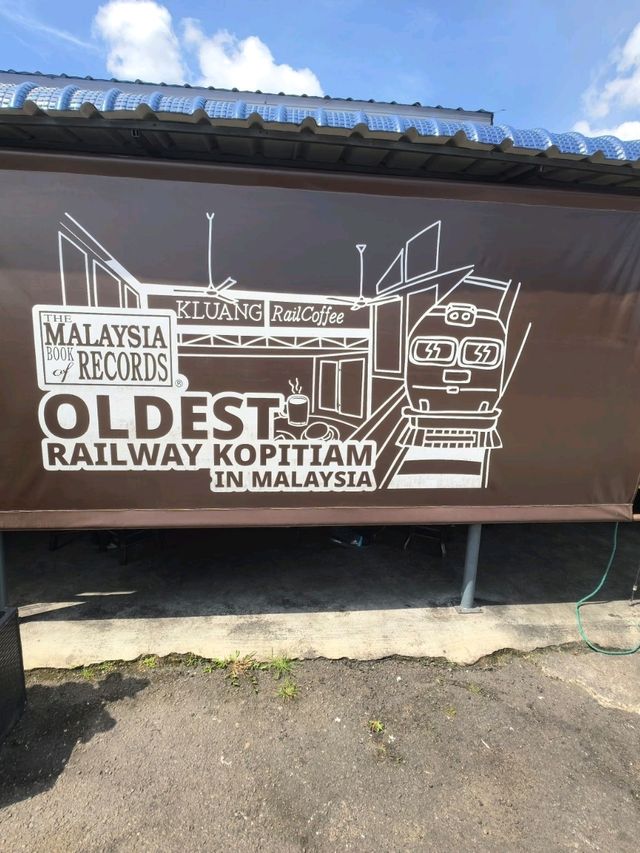 KLUANG RailCoffee
THE
MALAYSIA
BOOK
of RECORDS
®
OLDEST
RAILWAY KOPITIAM
IN MALAYSIA